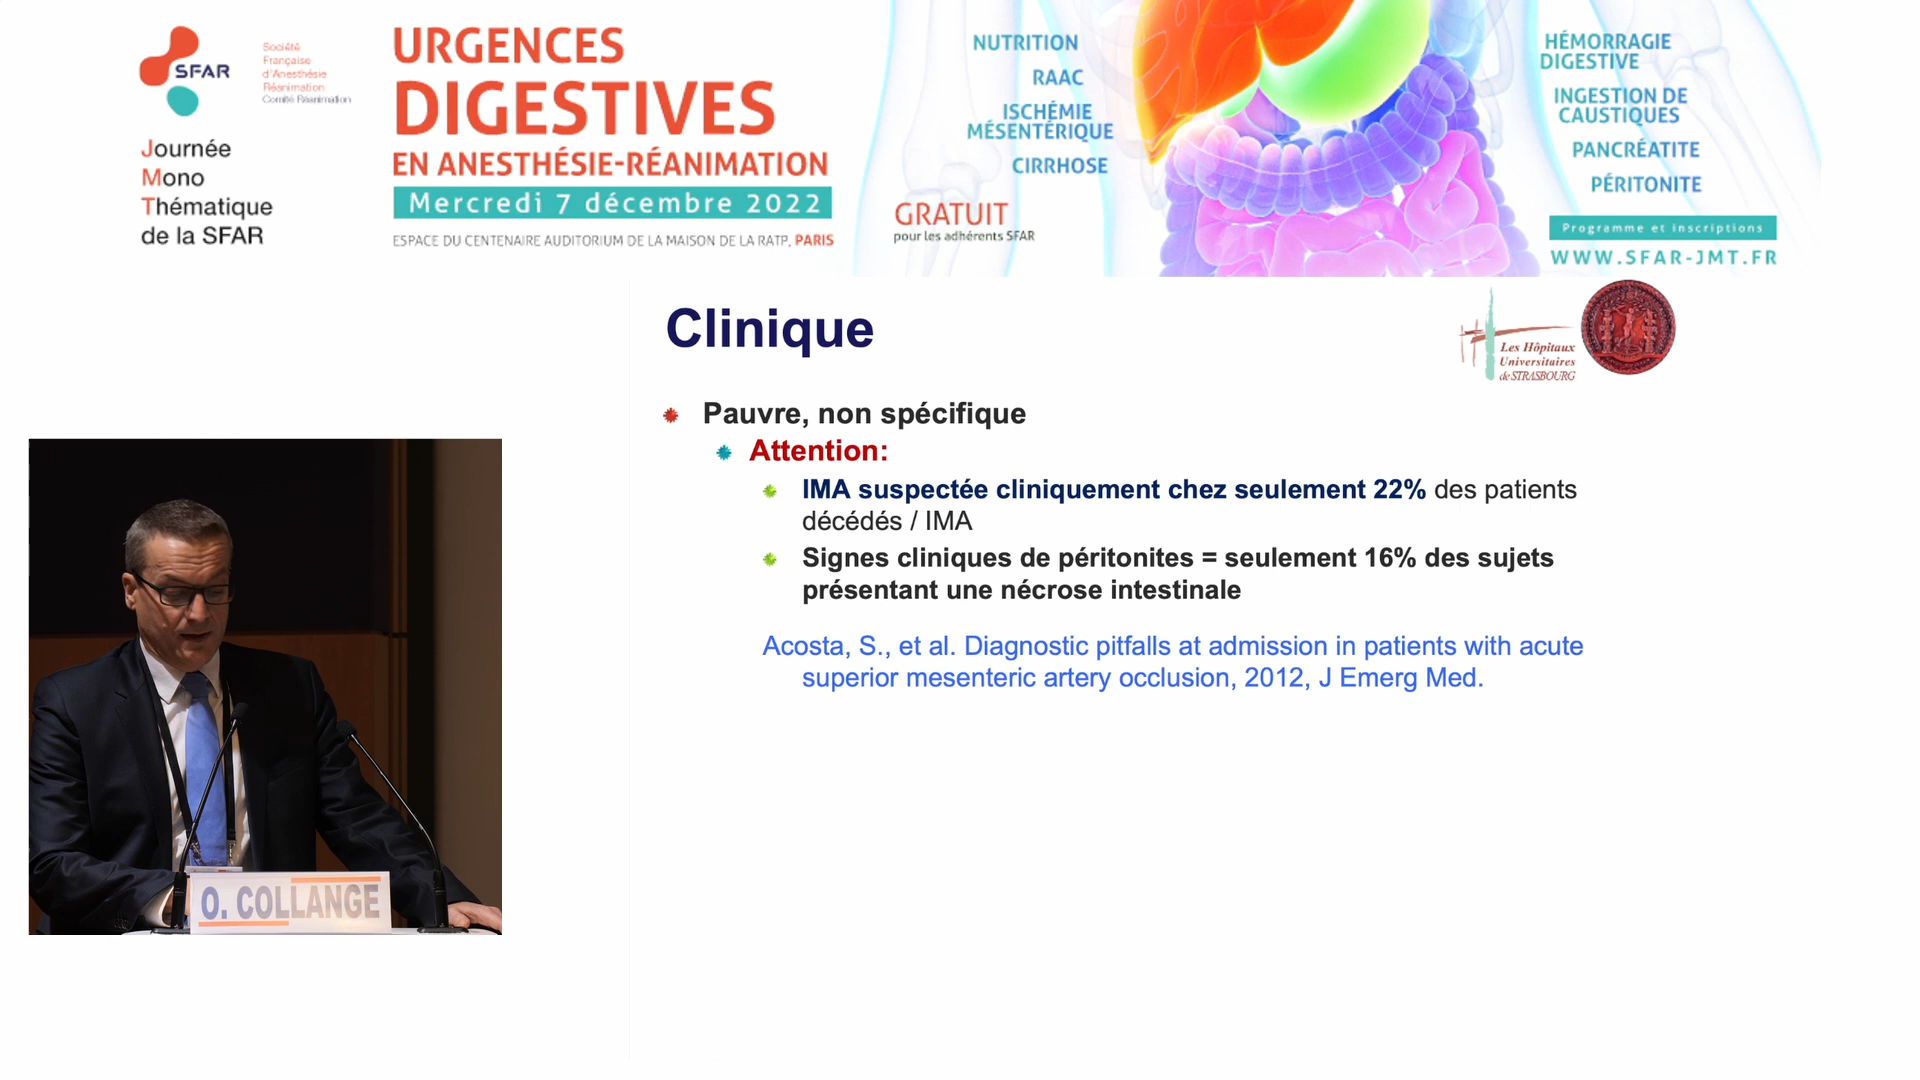 SFAR
Société
Française
d'Anesthésie
Réanimation
Comité Réanimation
Journée
Mono
Thématique
de la SFAR
URGENCES
DIGESTIVES
EN ANESTHÉSIE-RÉANIMATION
Mercredi 7 décembre 2022
ESPACE DU CENTENAIRE AUDITORIUM DE LA MAISON DE LA RATP, PARIS
NUTRITION
RAAC
ISCHÉMIE
MÉSENTÉRIQUE
CIRRHOSE
GRATUIT
pour les adhérents SFAR
HÉMORRAGIE
DIGESTIVE
INGESTION DE
CAUSTIQUES
PANCRÉATITE
PÉRITONITE
Programme et inscriptions
WWW.SFAR-JMT.FR
Clinique
Les Hôpitaux
Universitaires
de STRASBOURG
Pauvre, non spécifique
Attention:
IMA suspectée cliniquement chez seulement 22% des patients
décédés / IMA
Signes cliniques de péritonites = seulement 16% des sujets
présentant une nécrose intestinale
Acosta, S., et al. Diagnostic pitfalls at admission in patients with acute
superior mesenteric artery occlusion, 2012, J Emerg Med.
O. COLLANGE